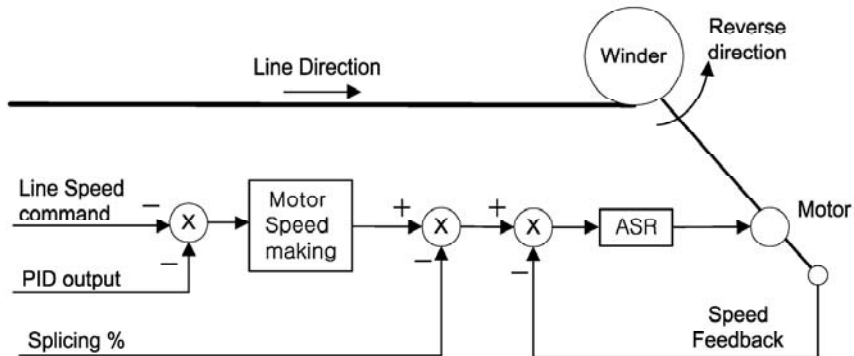 Reverse
direction
Winder
Line Direction
Line Speed
command
−
X
−
PID output
Motor
Speed
making
+
X
−
Splicing %
+
X
−
ASR
Motor
Speed
Feedback